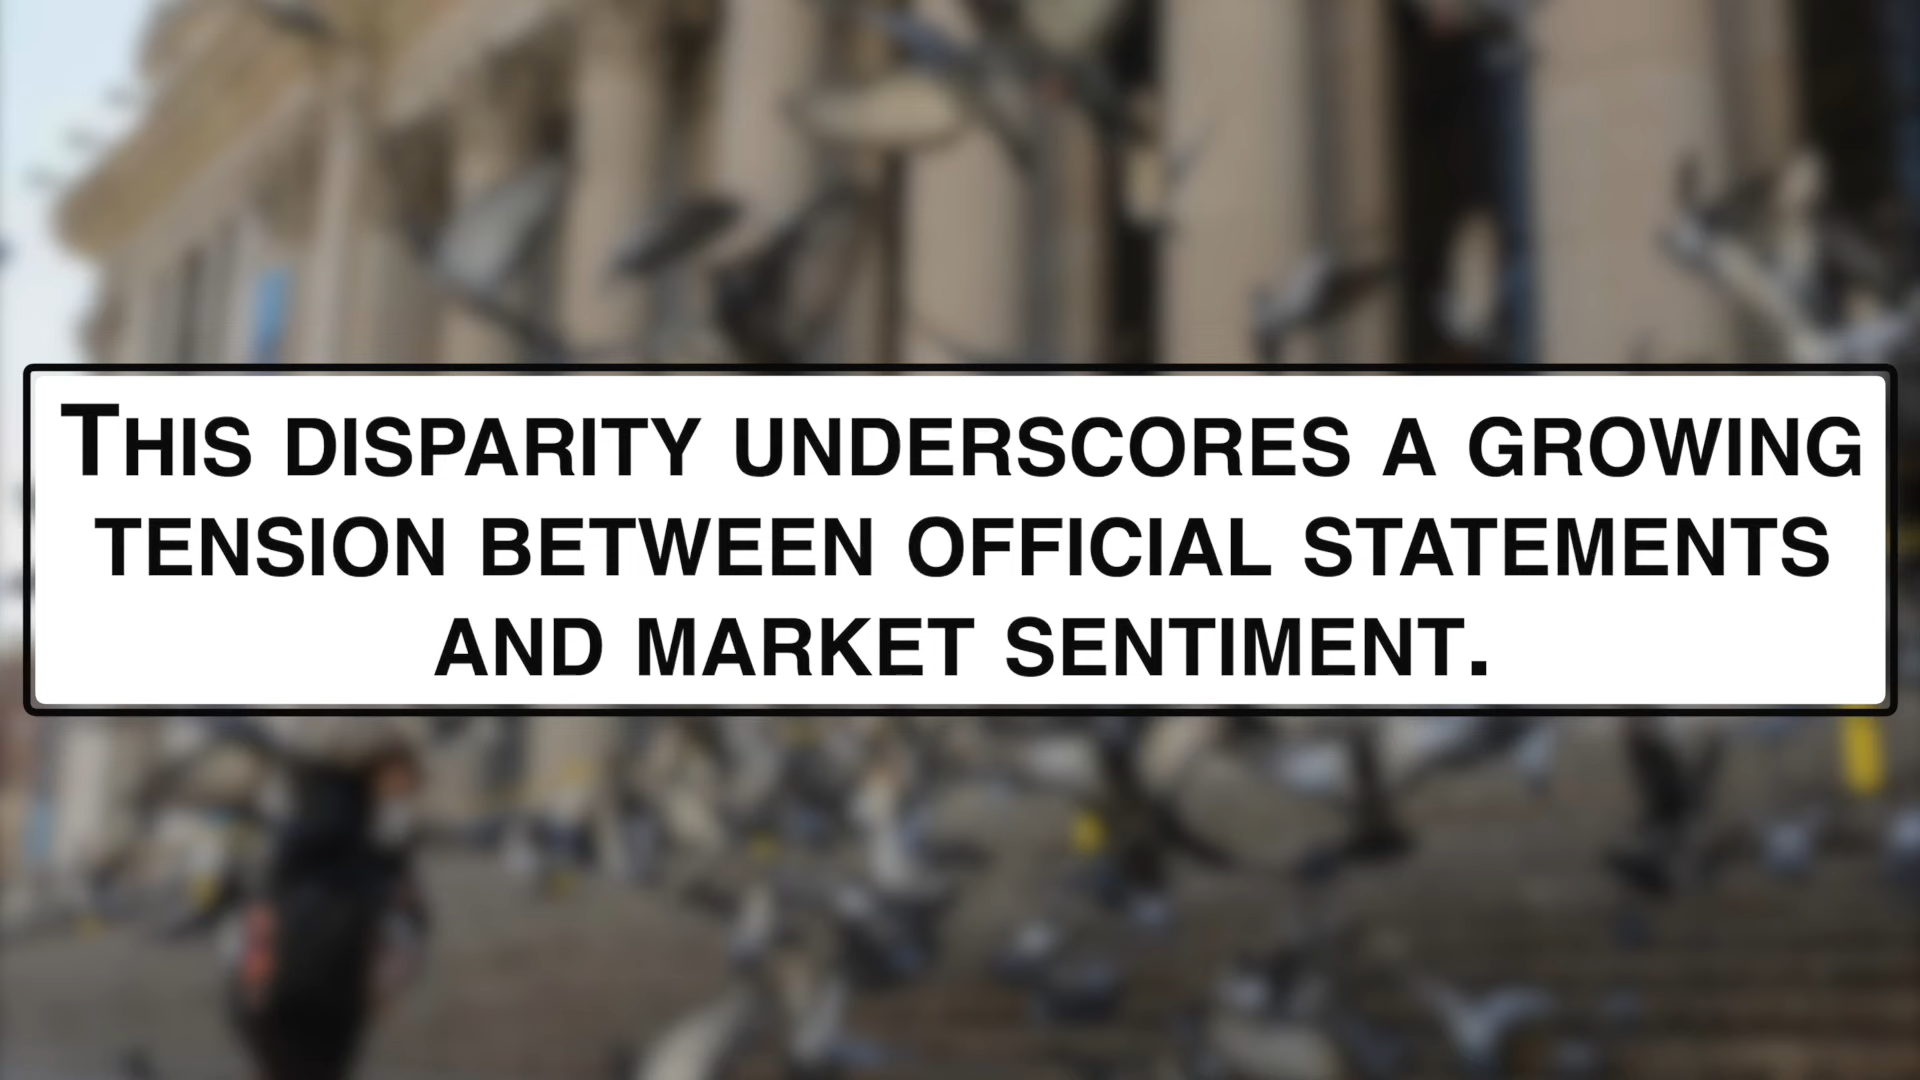 This disparity underscores a growing
tension between official statements
and market sentiment.